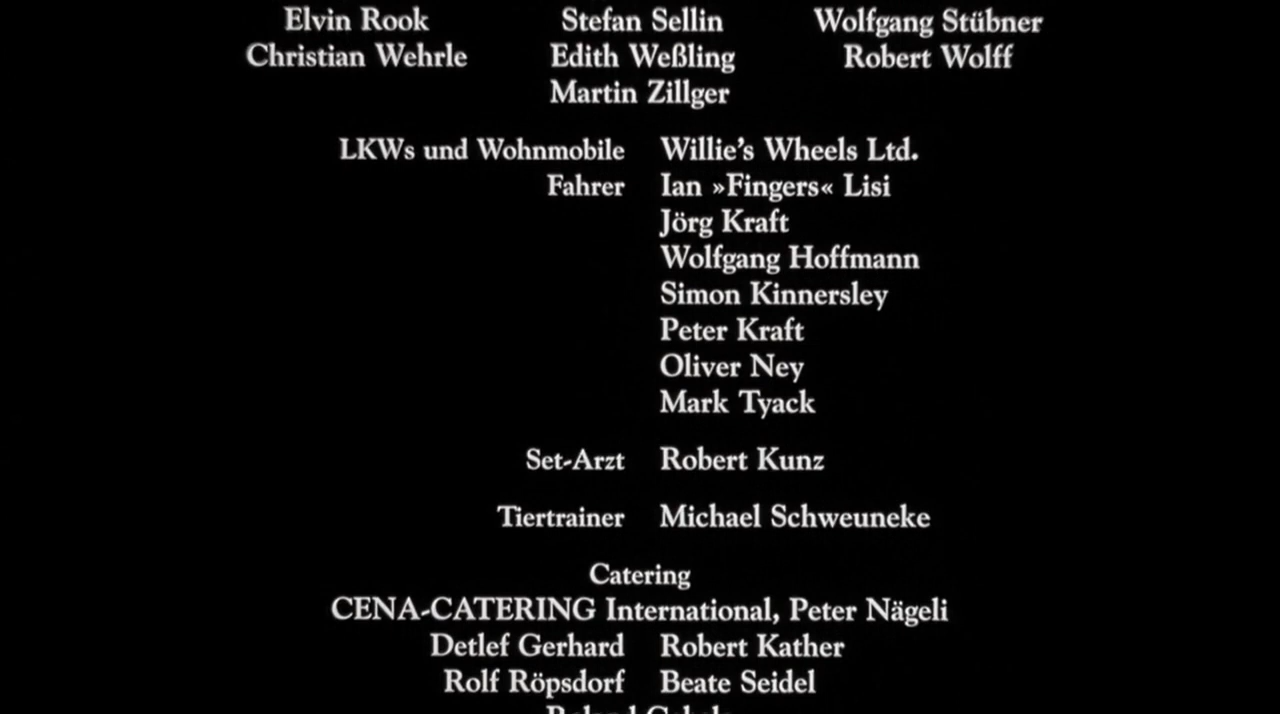 Elvin Rook Stefan Sellin Wolfgang Stübner
Christian Wehrle Edith Weßling Robert Wolff
Martin Zillger
LKWs und Wohnmobile Willie's Wheels Ltd.
Fahrer Ian »Fingers« Lisi
Jörg Kraft
Wolfgang Hoffmann
Simon Kinnersley
Peter Kraft
Oliver Ney
Mark Tyack
Set-Arzt Robert Kunz
Tiertrainer Michael Schweuneke
Catering
CENA-CATERING International, Peter Nägeli
Detlef Gerhard Robert Kather
Rolf Röpsdorf Beate Seidel